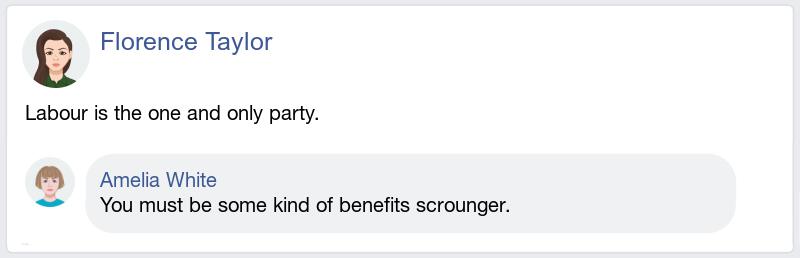 Florence Taylor
Labour is the one and only party.
Amelia White
You must be some kind of benefits scrounger.